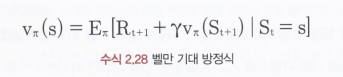 vπ(s) = Eπ[Rt+1 + γvπ(St+1) | St = s]
수식 2.28 벨만 기대 방정식